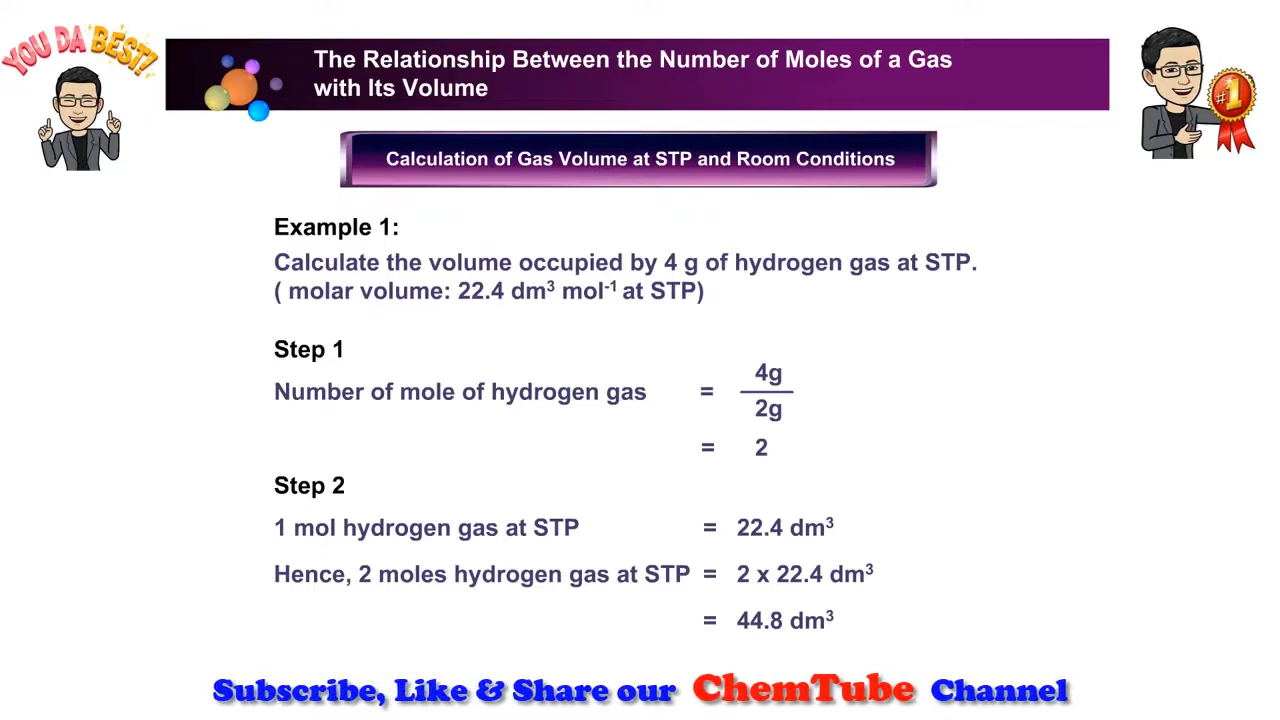 YOU DA BEST!
#1
The Relationship Between the Number of Moles of a Gas
with Its Volume
Calculation of Gas Volume at STP and Room Conditions
Example 1:
Calculate the volume occupied by 4 g of hydrogen gas at STP.
( molar volume: 22.4 dm³ mol⁻¹ at STP)
Step 1
Number of mole of hydrogen gas = 4g
2g
= 2
Step 2
1 mol hydrogen gas at STP = 22.4 dm³
Hence, 2 moles hydrogen gas at STP = 2 x 22.4 dm³
= 44.8 dm³
Subscribe, Like & Share our ChemTube Channel